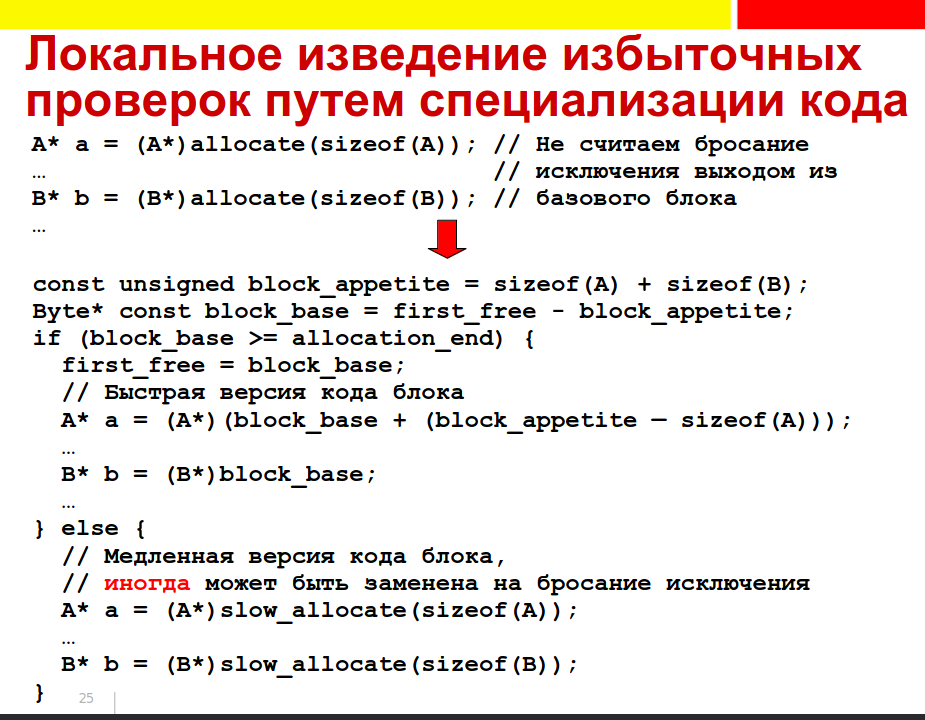 Локальное изведение избыточных
проверок путем специализации кода
A* a = (A*)allocate(sizeof(A)); // Не считаем бросание
… // исключения выходом из
B* b = (B*)allocate(sizeof(B)); // базового блока
…
const unsigned block_appetite = sizeof(A) + sizeof(B);
Byte* const block_base = first_free - block_appetite;
if (block_base >= allocation_end) {
first_free = block_base;
// Быстрая версия кода блока
A* a = (A*)(block_base + (block_appetite – sizeof(A)));
…
B* b = (B*)block_base;
…
} else {
// Медленная версия кода блока,
// иногда может быть заменена на бросание исключения
A* a = (A*)slow_allocate(sizeof(A));
…
B* b = (B*)slow_allocate(sizeof(B));
}
25